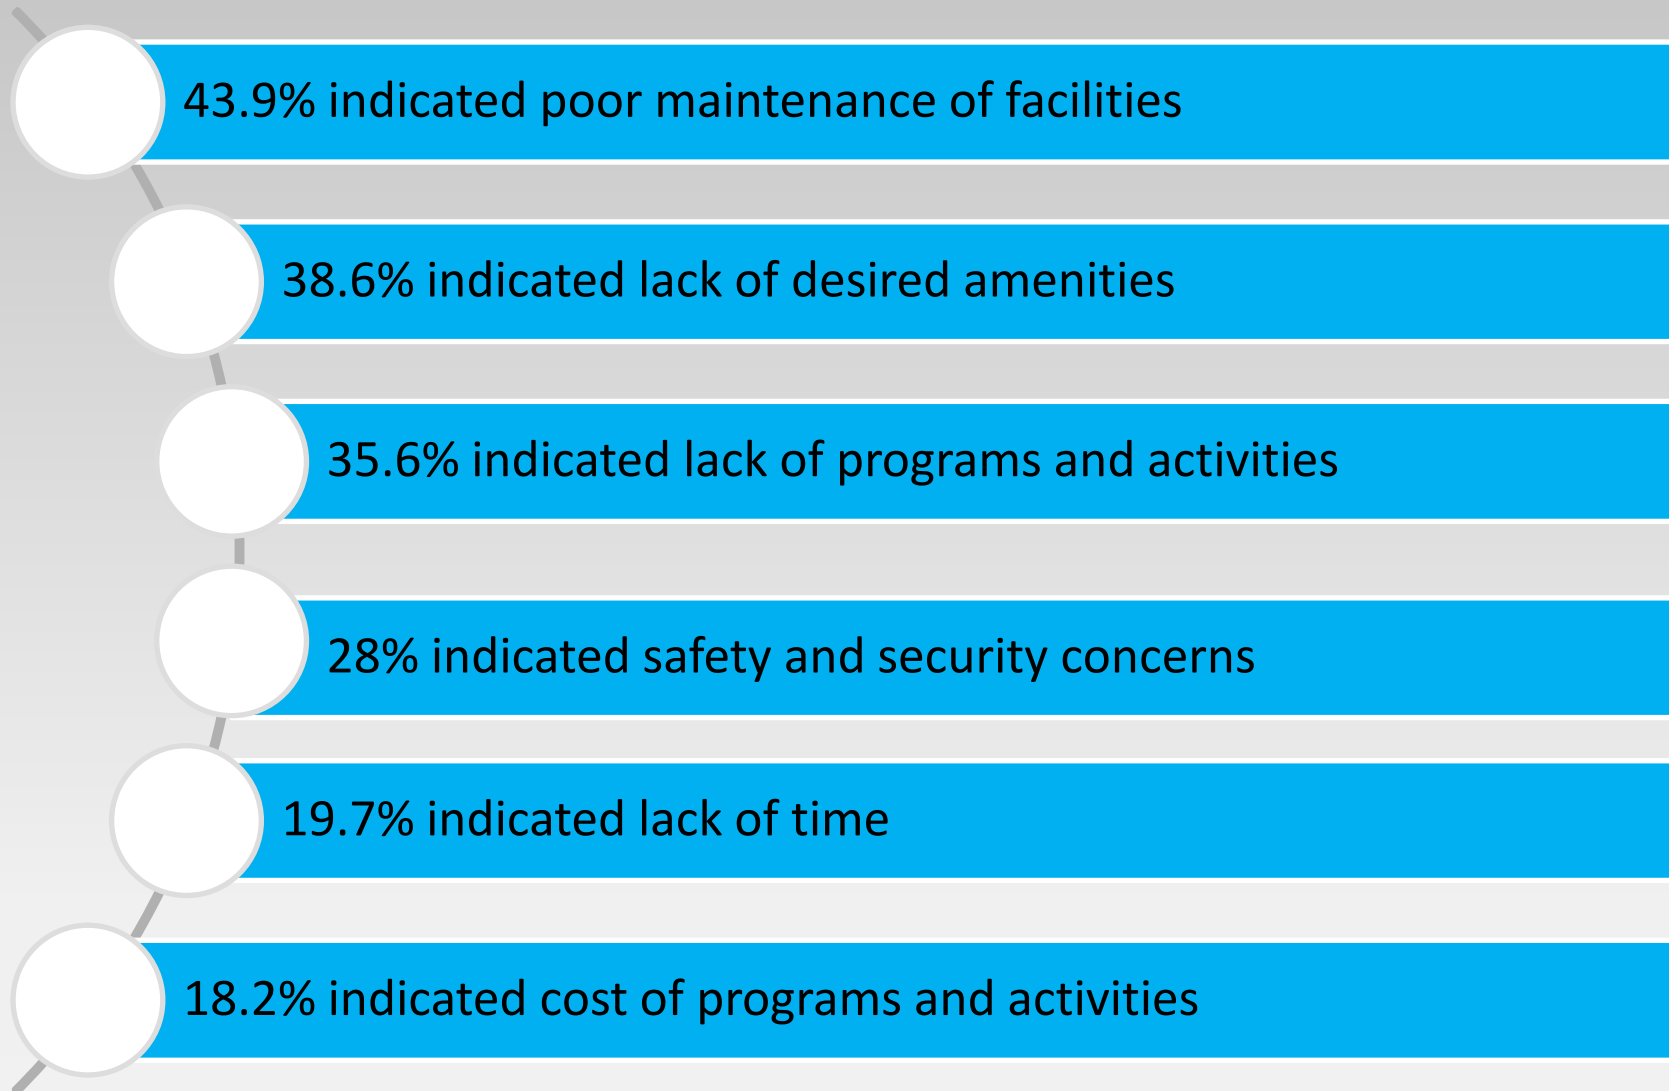 43.9% indicated poor maintenance of facilities
38.6% indicated lack of desired amenities
35.6% indicated lack of programs and activities
28% indicated safety and security concerns
19.7% indicated lack of time
18.2% indicated cost of programs and activities